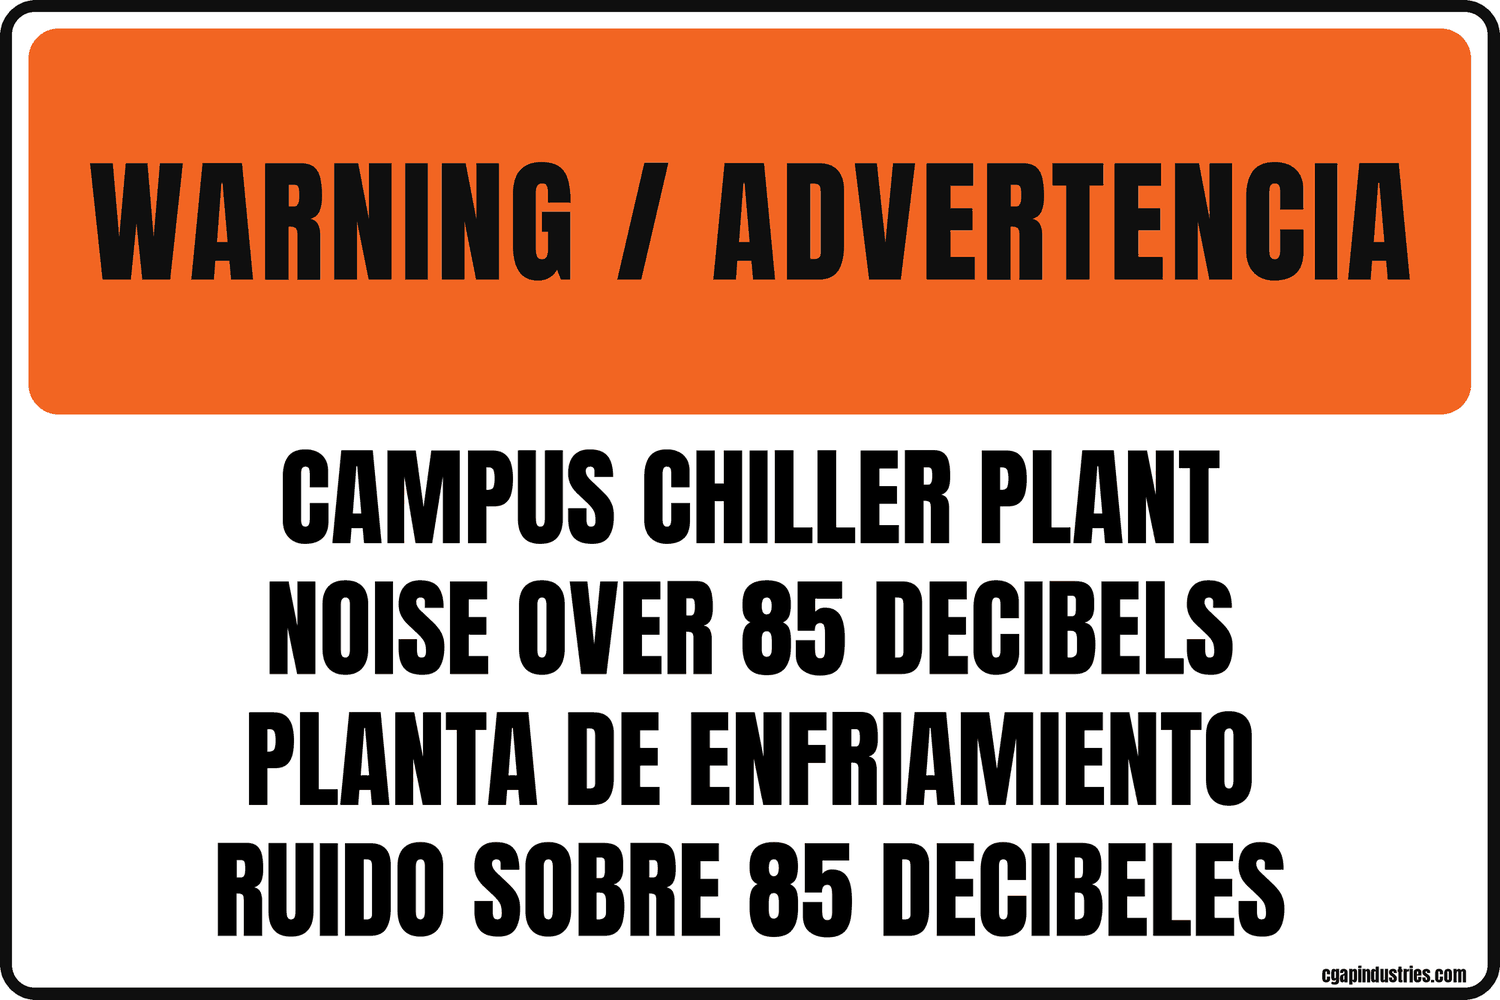 WARNING / ADVERTENCIA
CAMPUS CHILLER PLANT
NOISE OVER 85 DECIBELS
PLANTA DE ENFRIAMIENTO
RUIDO SOBRE 85 DECIBELES
cgapindustries.com